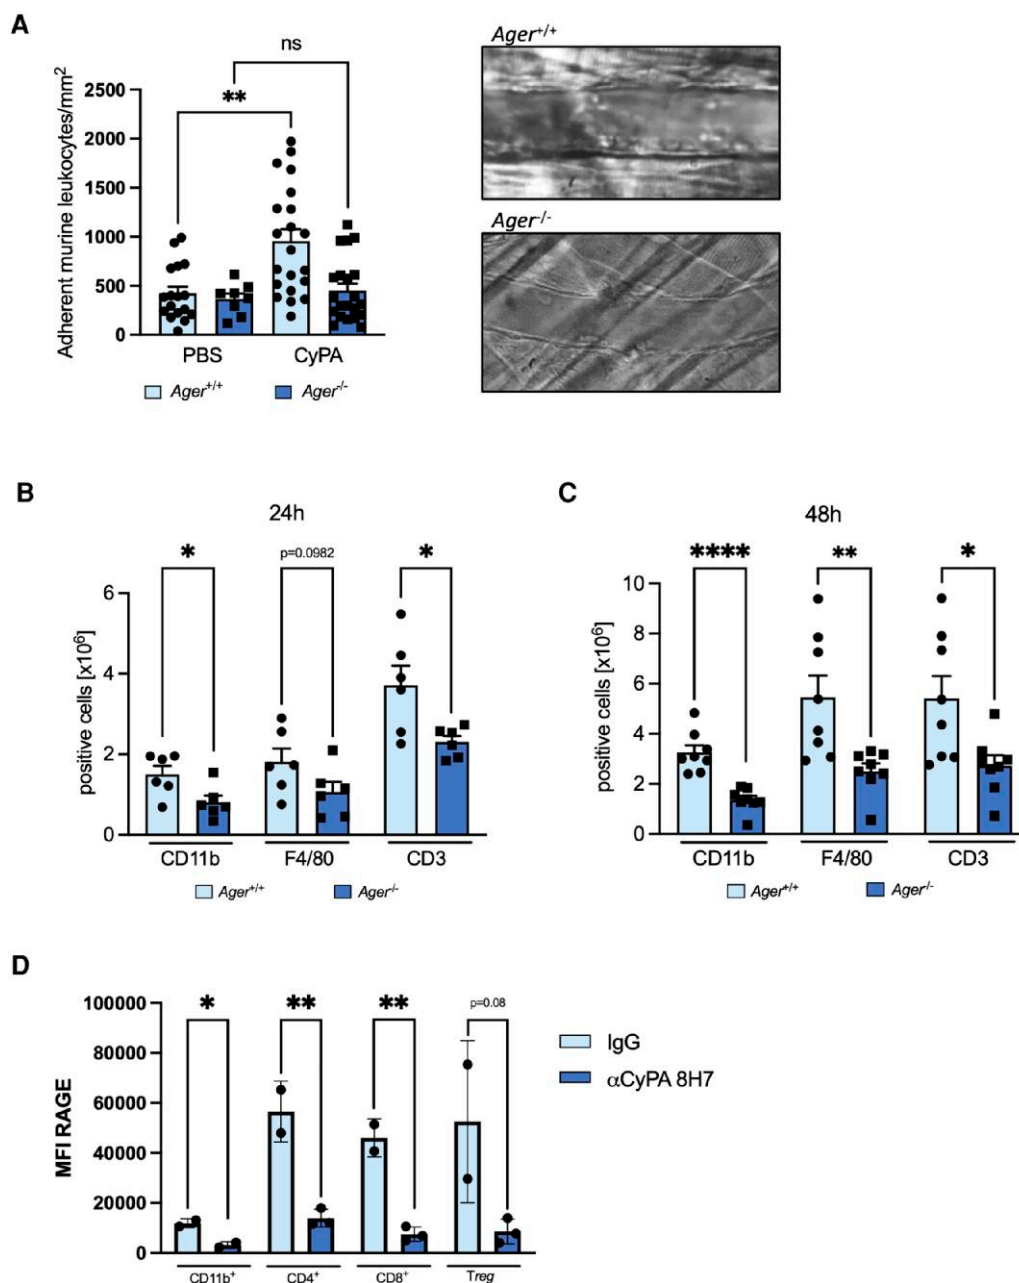 A
Adherent murine leukocytes/mm²
2500
2000
1500
1000
500
0
**
ns
PBS
CyPA
Ager+/+
Ager-/-
Ager+/+
Ager-/-
B
24h
positive cells [x10⁶]
6
4
2
0
*
p=0.0982
*
CD11b
F4/80
CD3
Ager+/+
Ager-/-
C
48h
positive cells [x10⁶]
10
8
6
4
2
0
****
**
*
CD11b
F4/80
CD3
Ager+/+
Ager-/-
D
MFI RAGE
100000
80000
60000
40000
20000
0
*
**
**
p=0.08
CD11b⁺
CD4⁺
CD8⁺
Treg
IgG
αCyPA 8H7